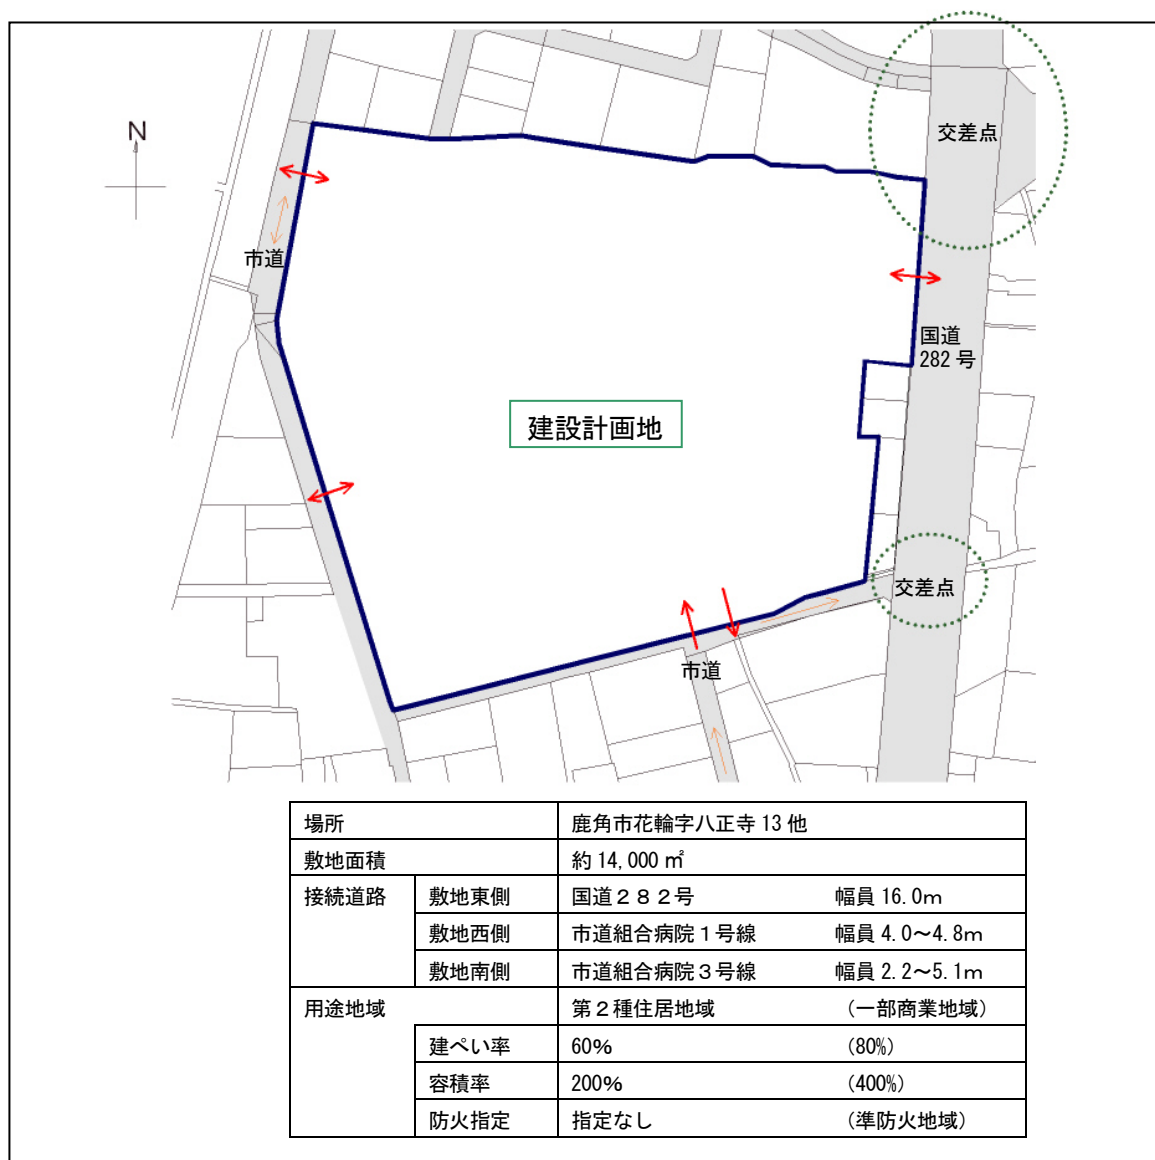 N
交差点
市道
国道
282 号
建設計画地
交差点
市道
場所 鹿角市花輪字八正寺 13 他
敷地面積 約 14,000 ㎡
接続道路 敷地東側 国道２８２号 幅員 16.0ｍ
敷地西側 市道組合病院１号線 幅員 4.0～4.8ｍ
敷地南側 市道組合病院３号線 幅員 2.2～5.1ｍ
用途地域 第２種住居地域 （一部商業地域）
建ぺい率 60% (80%)
容積率 200% (400%)
防火指定 指定なし （準防火地域）